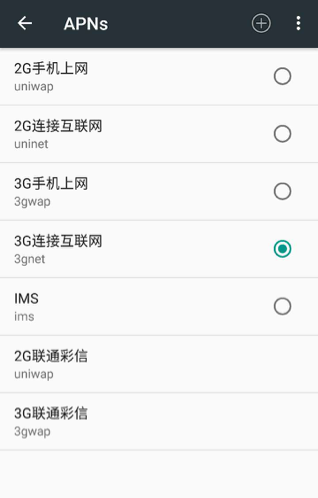 APNs
2G手机上网
uniwap
2G连接互联网
uninet
3G手机上网
3gwap
3G连接互联网
3gnet
IMS
ims
2G联通彩信
uniwap
3G联通彩信
3gwap